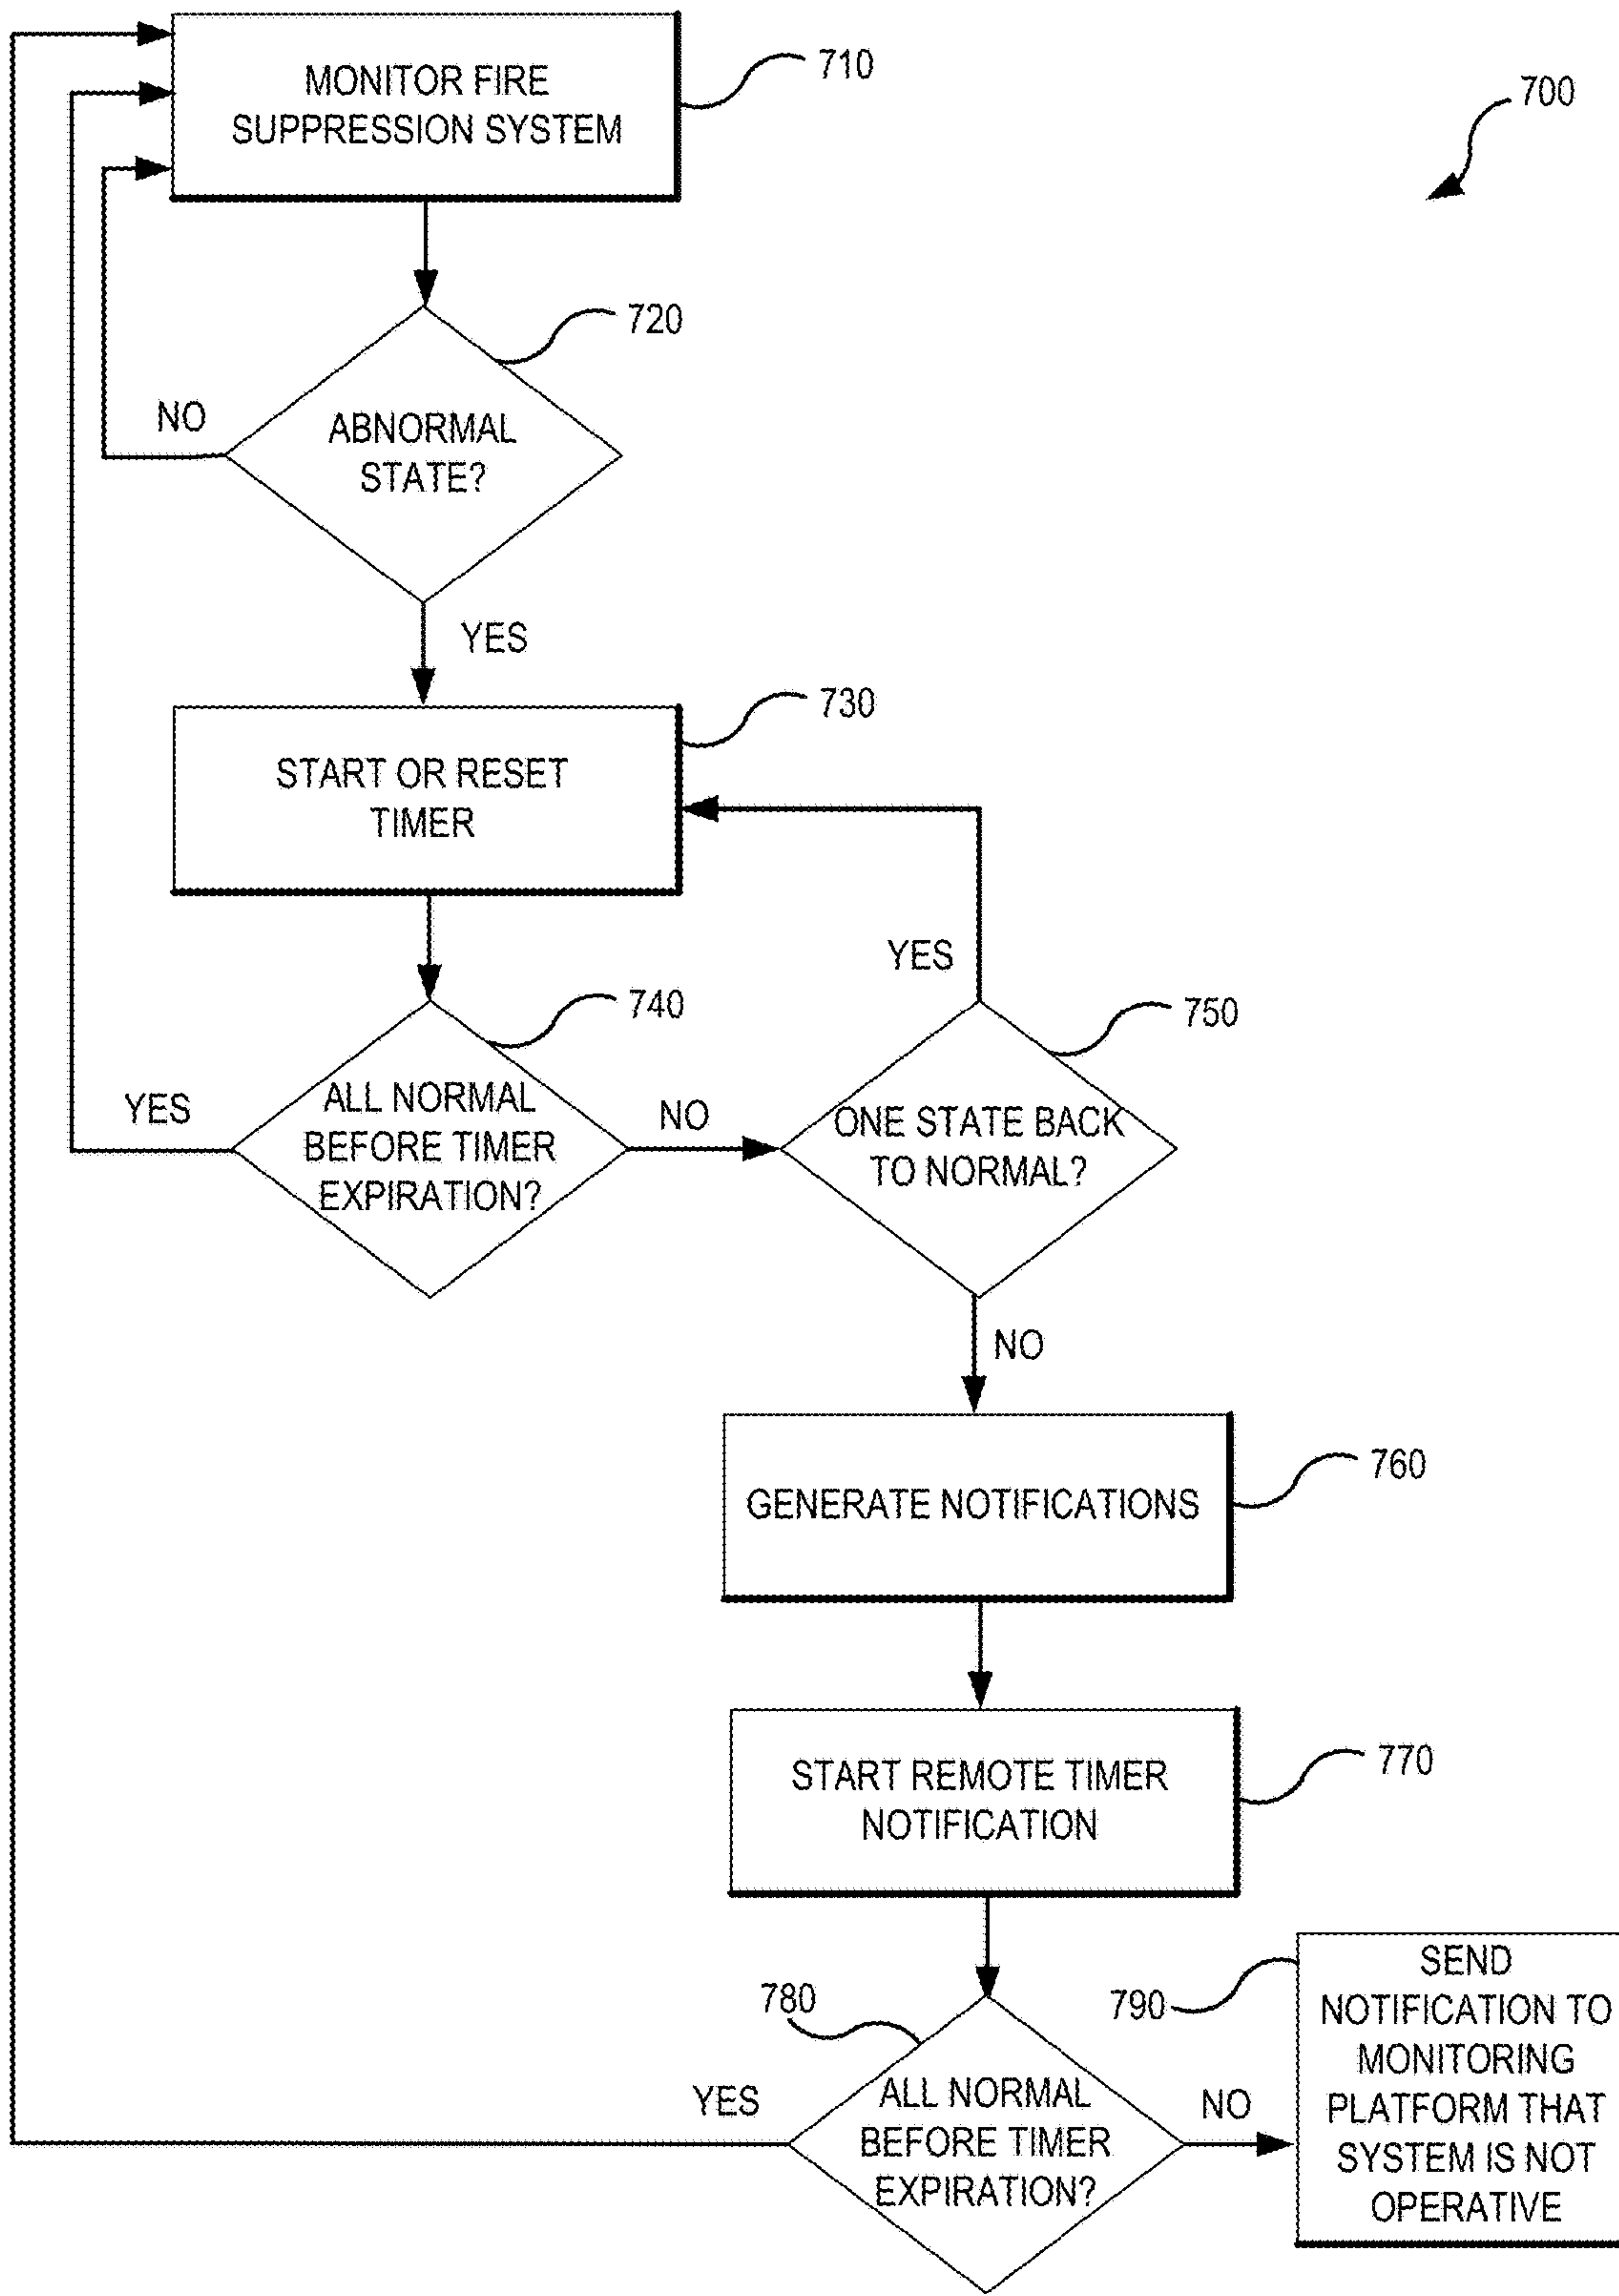 MONITOR FIRE
SUPPRESSION SYSTEM
710
700
720
NO
ABNORMAL
STATE?
YES
730
START OR RESET
TIMER
YES
740
750
YES
ALL NORMAL
BEFORE TIMER
EXPIRATION?
NO
ONE STATE BACK
TO NORMAL?
NO
760
GENERATE NOTIFICATIONS
770
START REMOTE TIMER
NOTIFICATION
780
790
YES
ALL NORMAL
BEFORE TIMER
EXPIRATION?
NO
SEND
NOTIFICATION TO
MONITORING
PLATFORM THAT
SYSTEM IS NOT
OPERATIVE